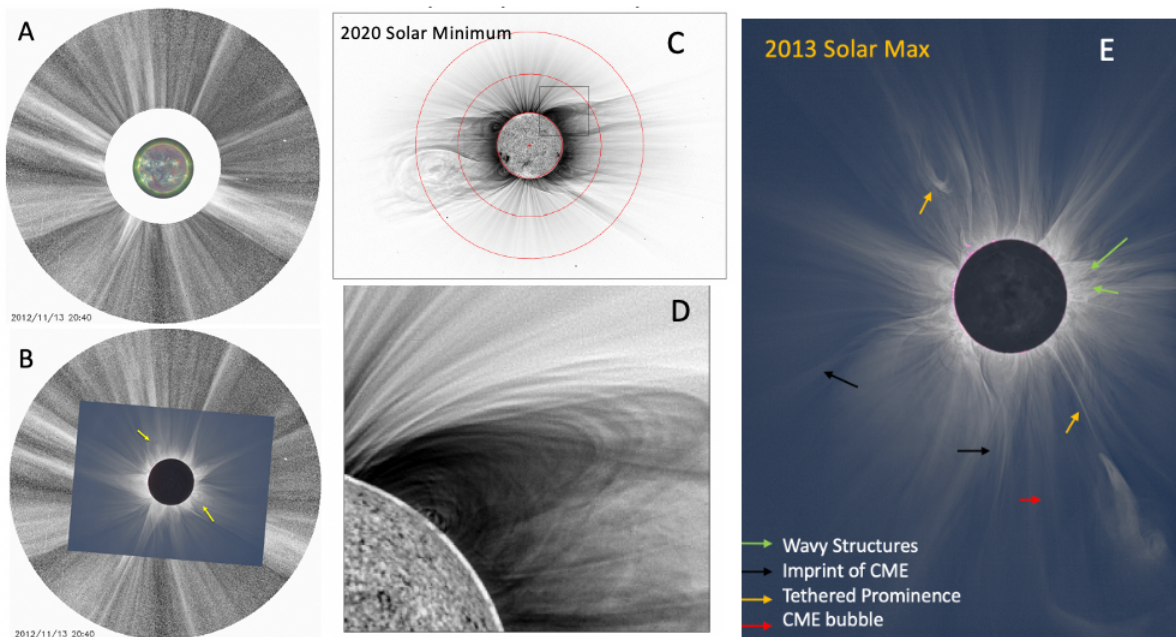 A
2012/11/13 20:40
B
2012/11/13 20:40
2020 Solar Minimum
C
D
2013 Solar Max
E
Wavy Structures
Imprint of CME
Tethered Prominence
CME bubble